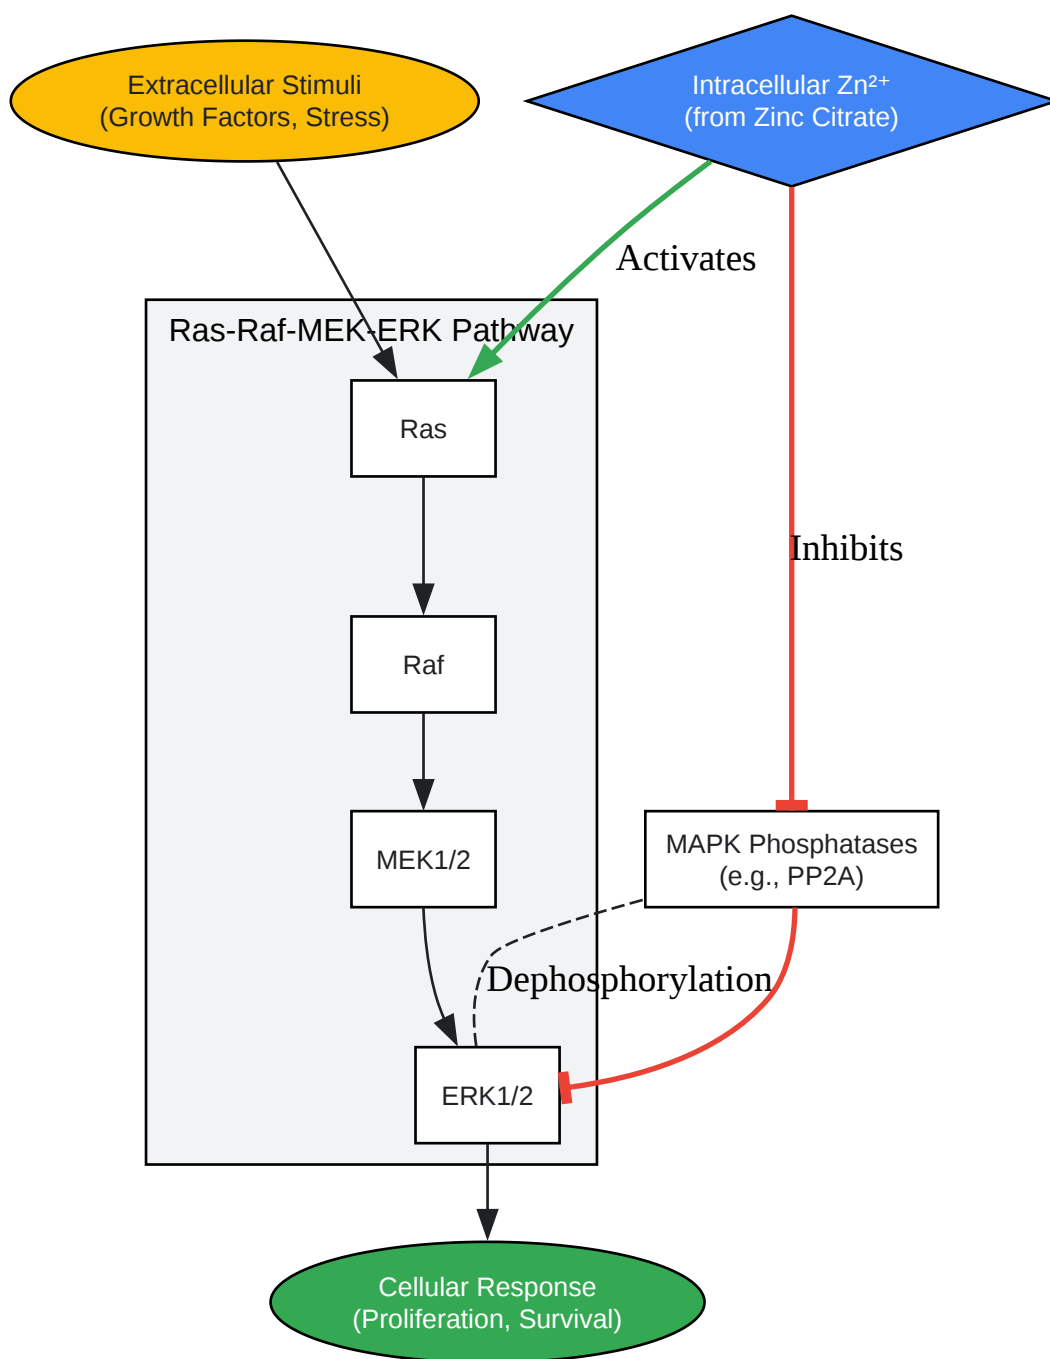 Extracellular Stimuli
(Growth Factors, Stress)
Intracellular Zn²⁺
(from Zinc Citrate)
Activates
Ras-Raf-MEK-ERK Pathway
Ras
Inhibits
Raf
MEK1/2
MAPK Phosphatases
(e.g., PP2A)
Dephosphorylation
ERK1/2
Cellular Response
(Proliferation, Survival)